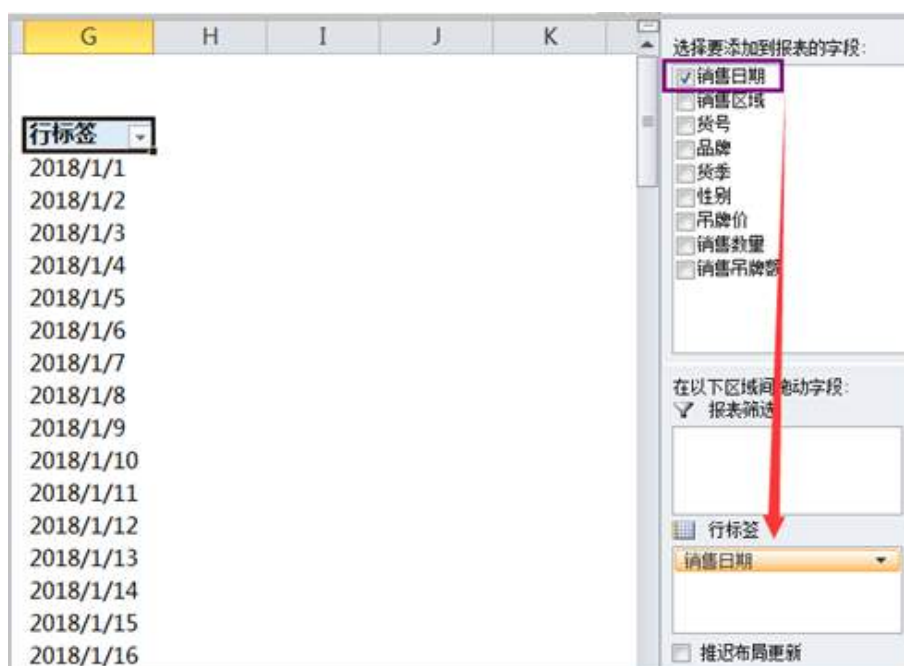 G H I J K
行标签
2018/1/1
2018/1/2
2018/1/3
2018/1/4
2018/1/5
2018/1/6
2018/1/7
2018/1/8
2018/1/9
2018/1/10
2018/1/11
2018/1/12
2018/1/13
2018/1/14
2018/1/15
2018/1/16
选择要添加到报表的字段:
销售日期
销售区域
货号
品牌
货季
性别
吊牌价
销售数量
销售吊牌额
在以下区域间拖动字段:
报表筛选
行标签
销售日期
推迟布局更新